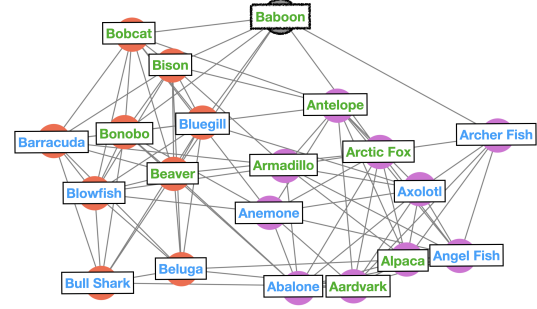 Baboon
Bobcat
Bison
Antelope
Bluegill
Bonobo
Archer Fish
Barracuda
Arctic Fox
Armadillo
Beaver
Axolotl
Blowfish
Anemone
Angel Fish
Alpaca
Beluga
Bull Shark
Abalone
Aardvark